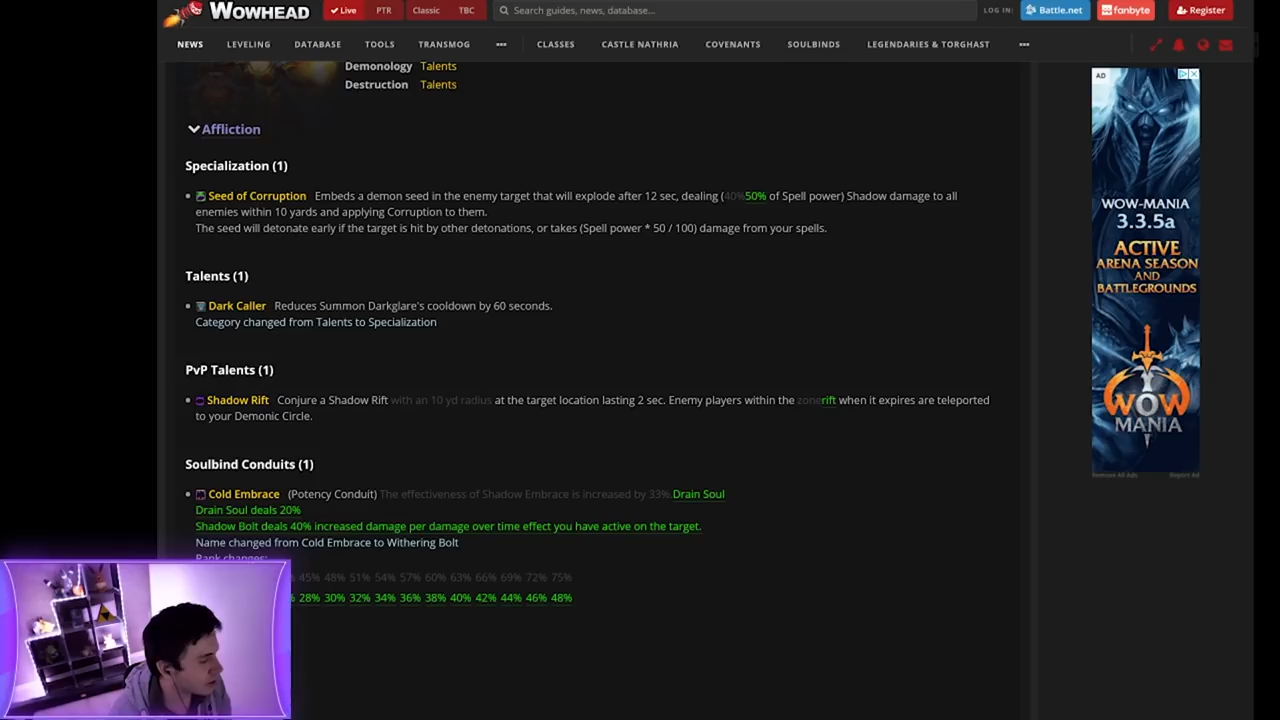 WOWHEAD
Live PTR Classic TBC Search guides, news, database... LOG IN: Battle.net fanbyte Register
NEWS LEVELING DATABASE TOOLS TRANSMOG ••• CLASSES CASTLE NATHRIA COVENANTS SOULBINDS LEGENDARIES & TORGHAST •••
Demonology Talents
Destruction Talents
Affliction
Specialization (1)
Seed of Corruption Embeds a demon seed in the enemy target that will explode after 12 sec, dealing (40%50% of Spell power) Shadow damage to all
enemies within 10 yards and applying Corruption to them.
The seed will detonate early if the target is hit by other detonations, or takes (Spell power * 50 / 100) damage from your spells.
Talents (1)
Dark Caller Reduces Summon Darkglare's cooldown by 60 seconds.
Category changed from Talents to Specialization
PvP Talents (1)
Shadow Rift Conjure a Shadow Rift with an 10 yd radius at the target location lasting 2 sec. Enemy players within the zonerift when it expires are teleported
to your Demonic Circle.
Soulbind Conduits (1)
Cold Embrace (Potency Conduit) The effectiveness of Shadow Embrace is increased by 33%.Drain Soul
Drain Soul deals 20%
Shadow Bolt deals 40% increased damage per damage over time effect you have active on the target.
Name changed from Cold Embrace to Withering Bolt
Rank changes:
% 45% 48% 51% 54% 57% 60% 63% 66% 69% 72% 75%
% 28% 30% 32% 34% 36% 38% 40% 42% 44% 46% 48%
AD
WOW-MANIA
3.3.5a
ACTIVE
ARENA SEASON
AND
BATTLEGROUNDS
WOW
MANIA
Remove All Ads Report Ad